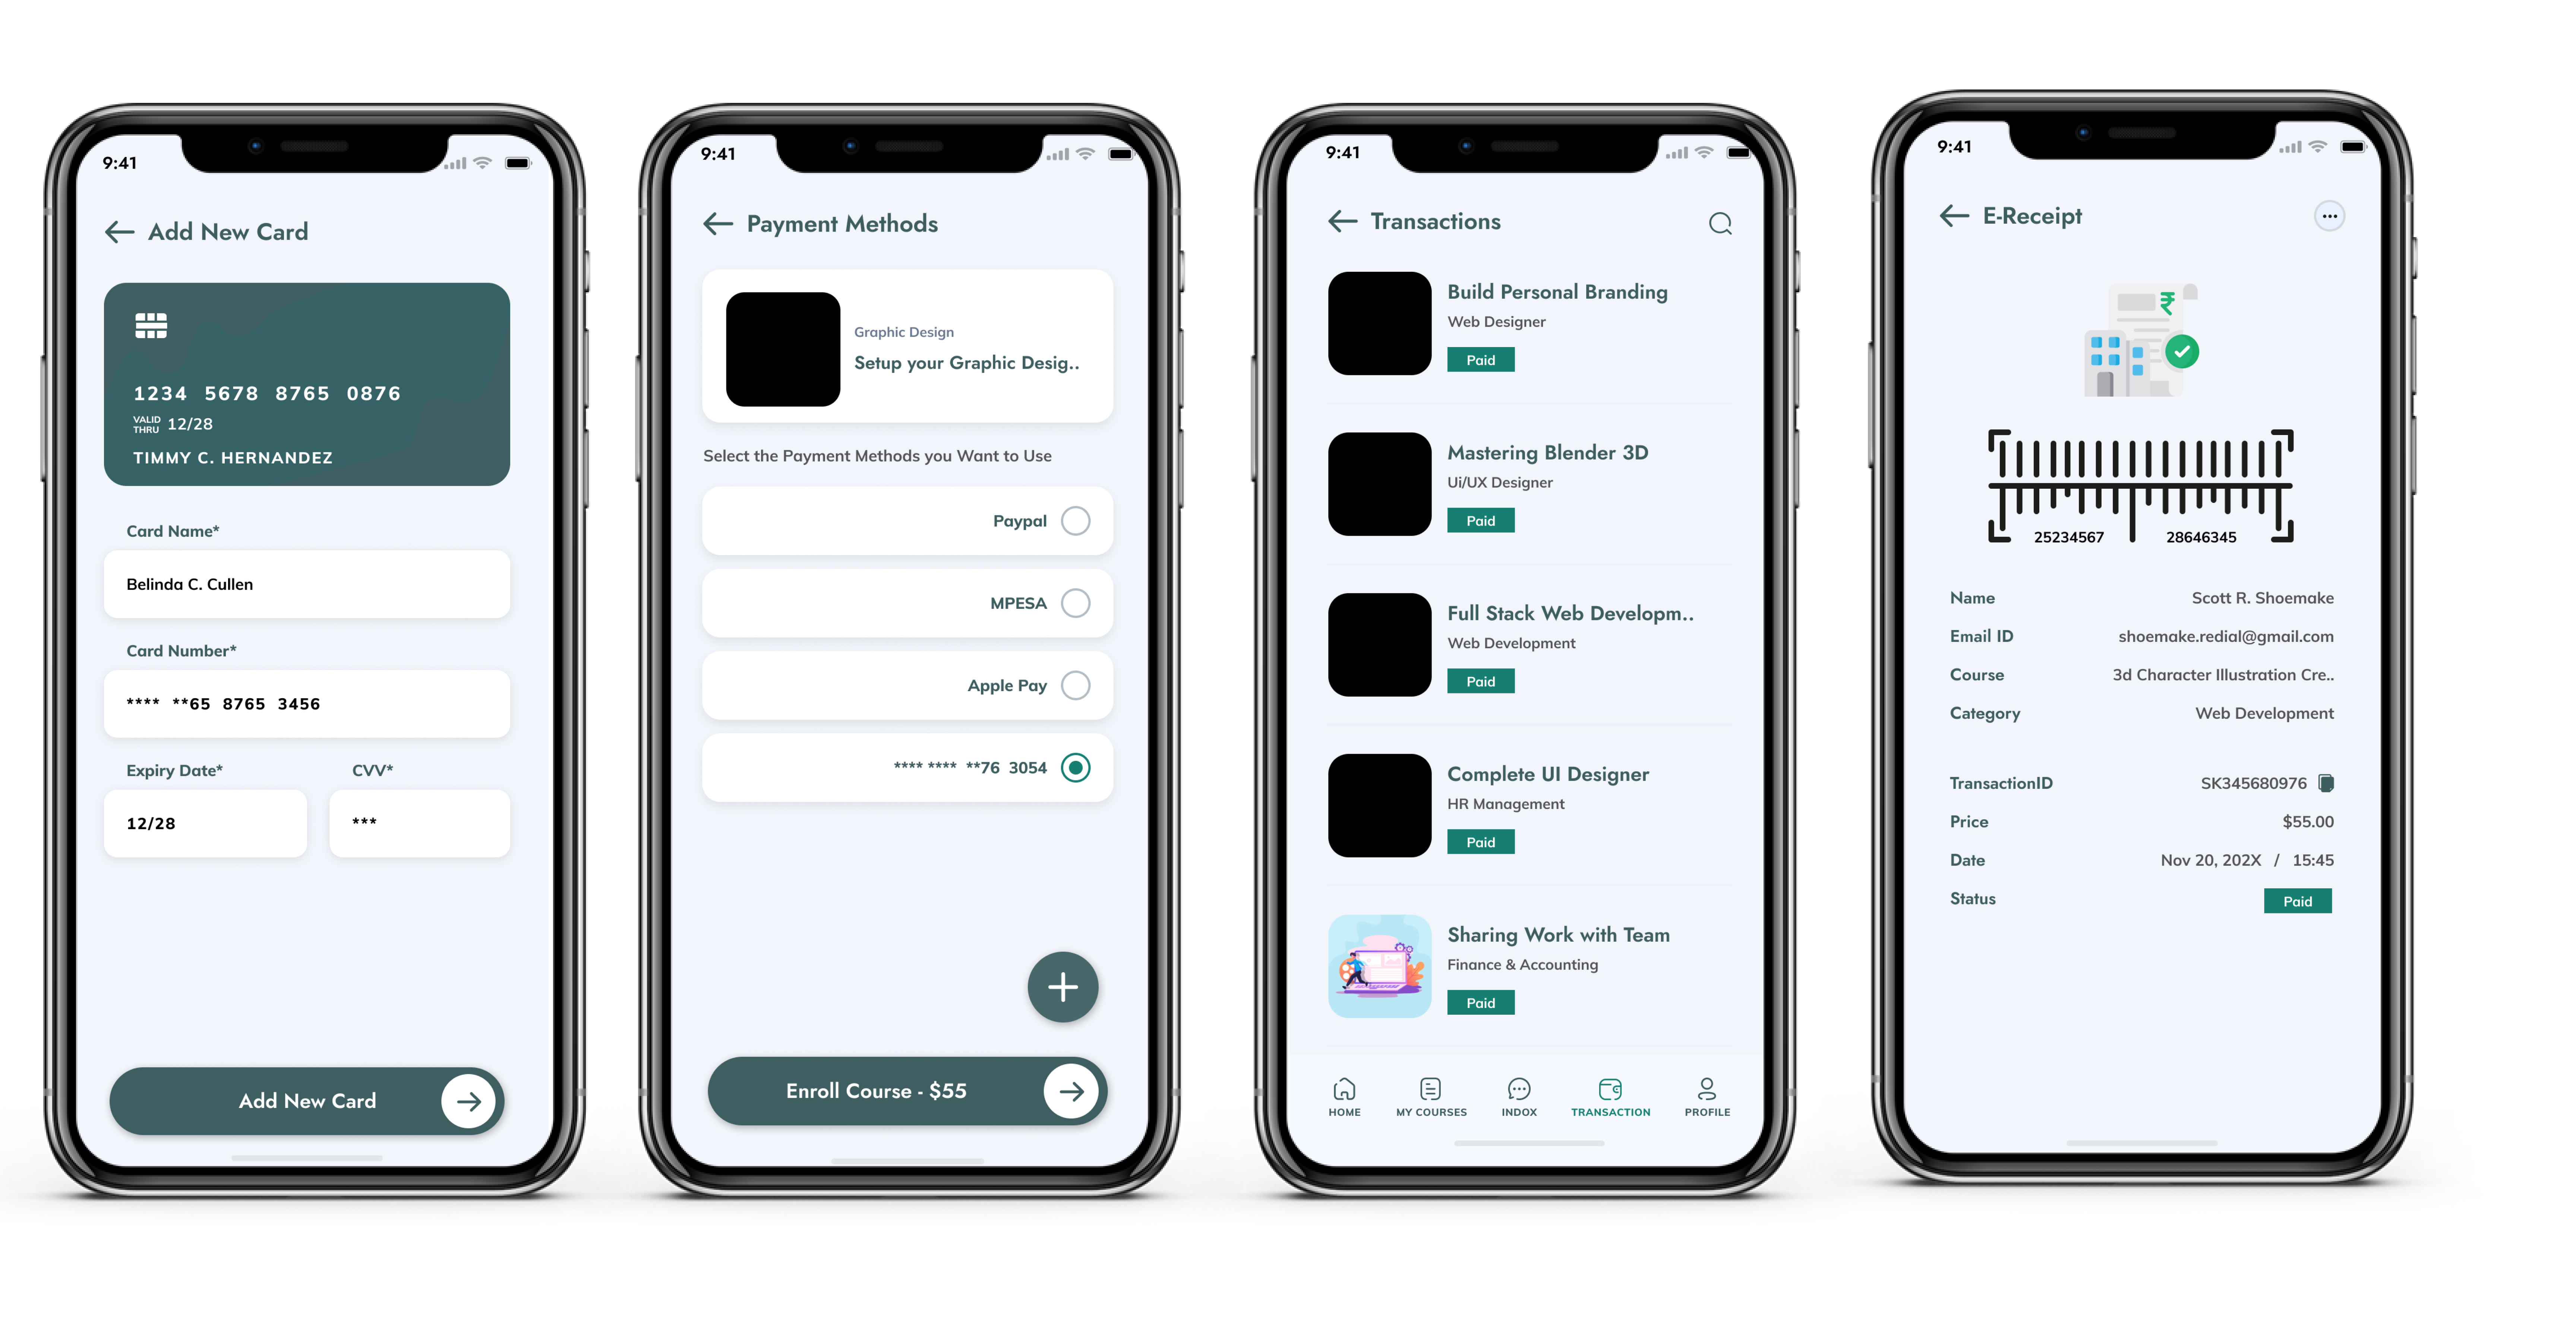 9:41
Add New Card
1234 5678 8765 0876
VALID THRU 12/28
TIMMY C. HERNANDEZ
Card Name*
Belinda C. Cullen
Card Number*
**** **65 8765 3456
Expiry Date* CVV*
12/28 ***
Add New Card
9:41
Payment Methods
Graphic Design
Setup your Graphic Desig..
Select the Payment Methods you Want to Use
Paypal
MPESA
Apple Pay
**** **** **76 3054
Enroll Course - $55
9:41
Transactions
Build Personal Branding
Web Designer
Paid
Mastering Blender 3D
Ui/UX Designer
Paid
Full Stack Web Developm..
Web Development
Paid
Complete UI Designer
HR Management
Paid
Sharing Work with Team
Finance & Accounting
Paid
HOME MY COURSES INDOX TRANSACTION PROFILE
9:41
E-Receipt
₹
25234567 28646345
Name Scott R. Shoemake
Email ID shoemake.redial@gmail.com
Course 3d Character Illustration Cre..
Category Web Development
TransactionID SK345680976
Price $55.00
Date Nov 20, 202X / 15:45
Status Paid